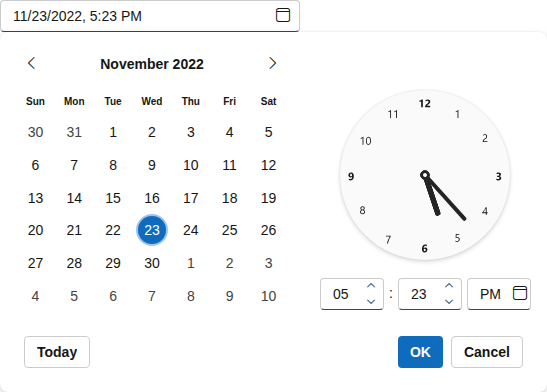 11/23/2022, 5:23 PM
November 2022
Sun Mon Tue Wed Thu Fri Sat
30 31 1 2 3 4 5
6 7 8 9 10 11 12
13 14 15 16 17 18 19
20 21 22 23 24 25 26
27 28 29 30 1 2 3
4 5 6 7 8 9 10
12
11 1
10 2
9 3
8 4
7 5
6
05 : 23 PM
Today OK Cancel